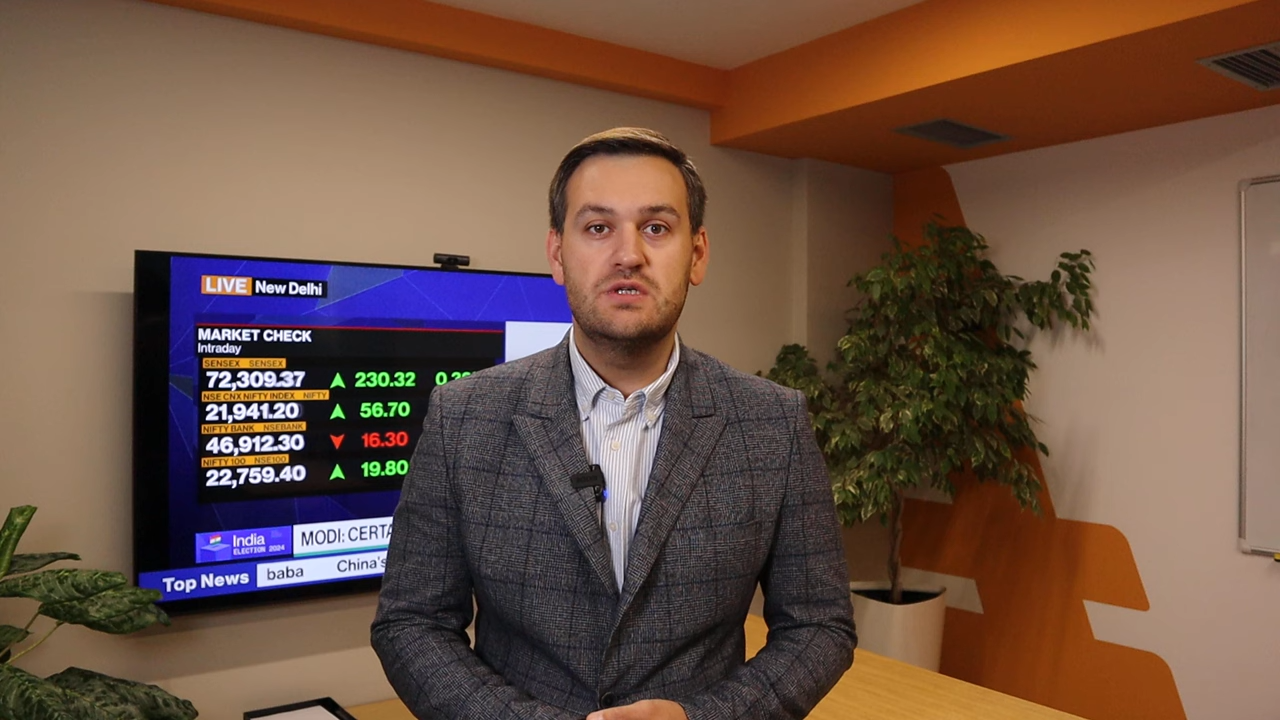 LIVE New Delhi
MARKET CHECK
Intraday
SENSEX SENSEX
72,309.37 230.32
NSE CNX NIFTY INDEX NIFTY
21,941.20 56.70
NIFTY BANK NSEBANK
46,912.30 16.30
NIFTY 100 NSE100
22,759.40 19.80
India
ELECTION 2024
MODI: CERTA
Top News baba China's